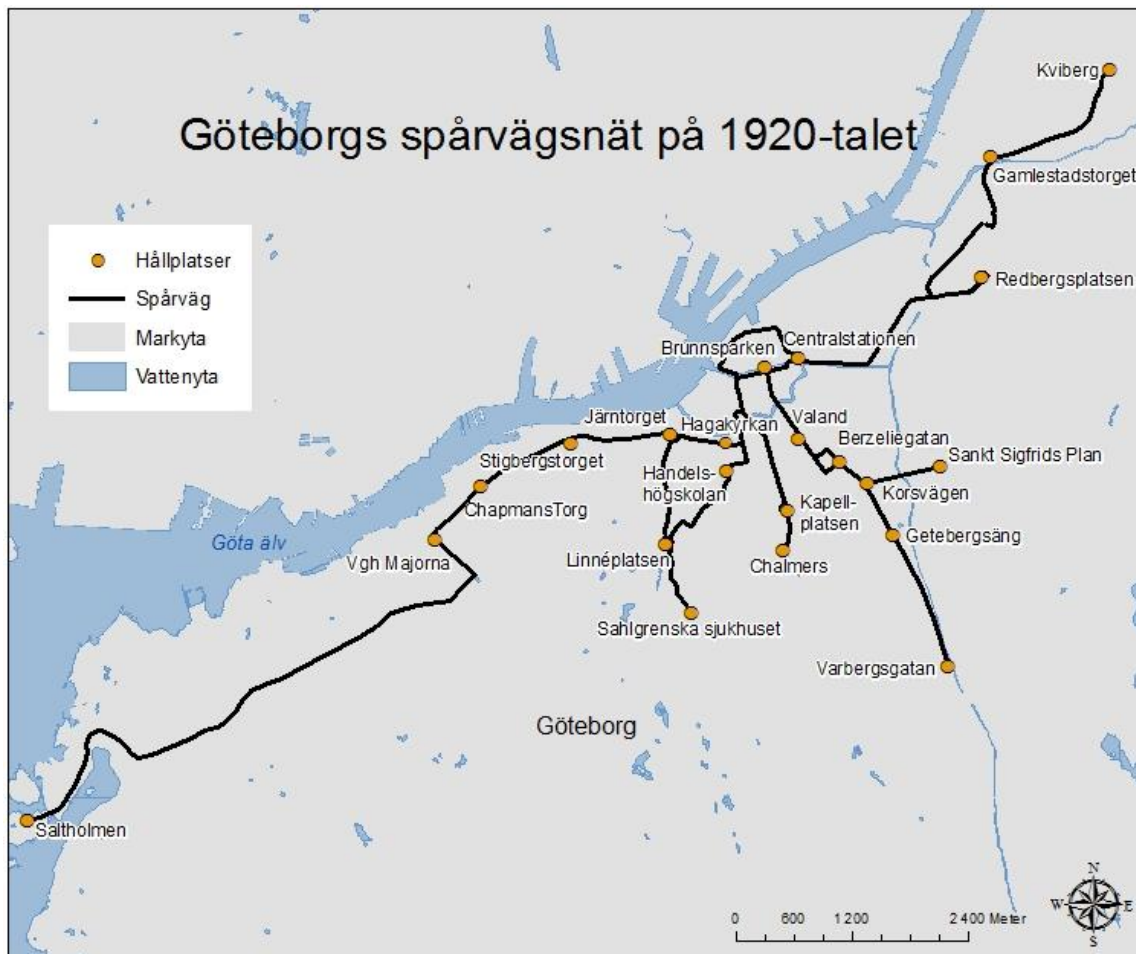 Göteborgs spårvägsnät på 1920-talet
Kviberg
Gamlestadstorget
Hållplatser
Spårväg
Markyta
Vattenyta
Redbergsplatsen
Centralstationen
Brunnsparken
Järntorget
Hagakyrkan
Valand
Berzeliegatan
Sankt Sigfrids Plan
Stigbergstorget
Handels-
högskolan
Korsvägen
ChapmansTorg
Kapell-
platsen
Göta älv
Vgh Majorna
Linnéplatsen
Chalmers
Getebergsäng
Sahlgrenska sjukhuset
Varbergsgatan
Göteborg
Saltholmen
N
W
E
S
0 600 1 200 2 400 Meter